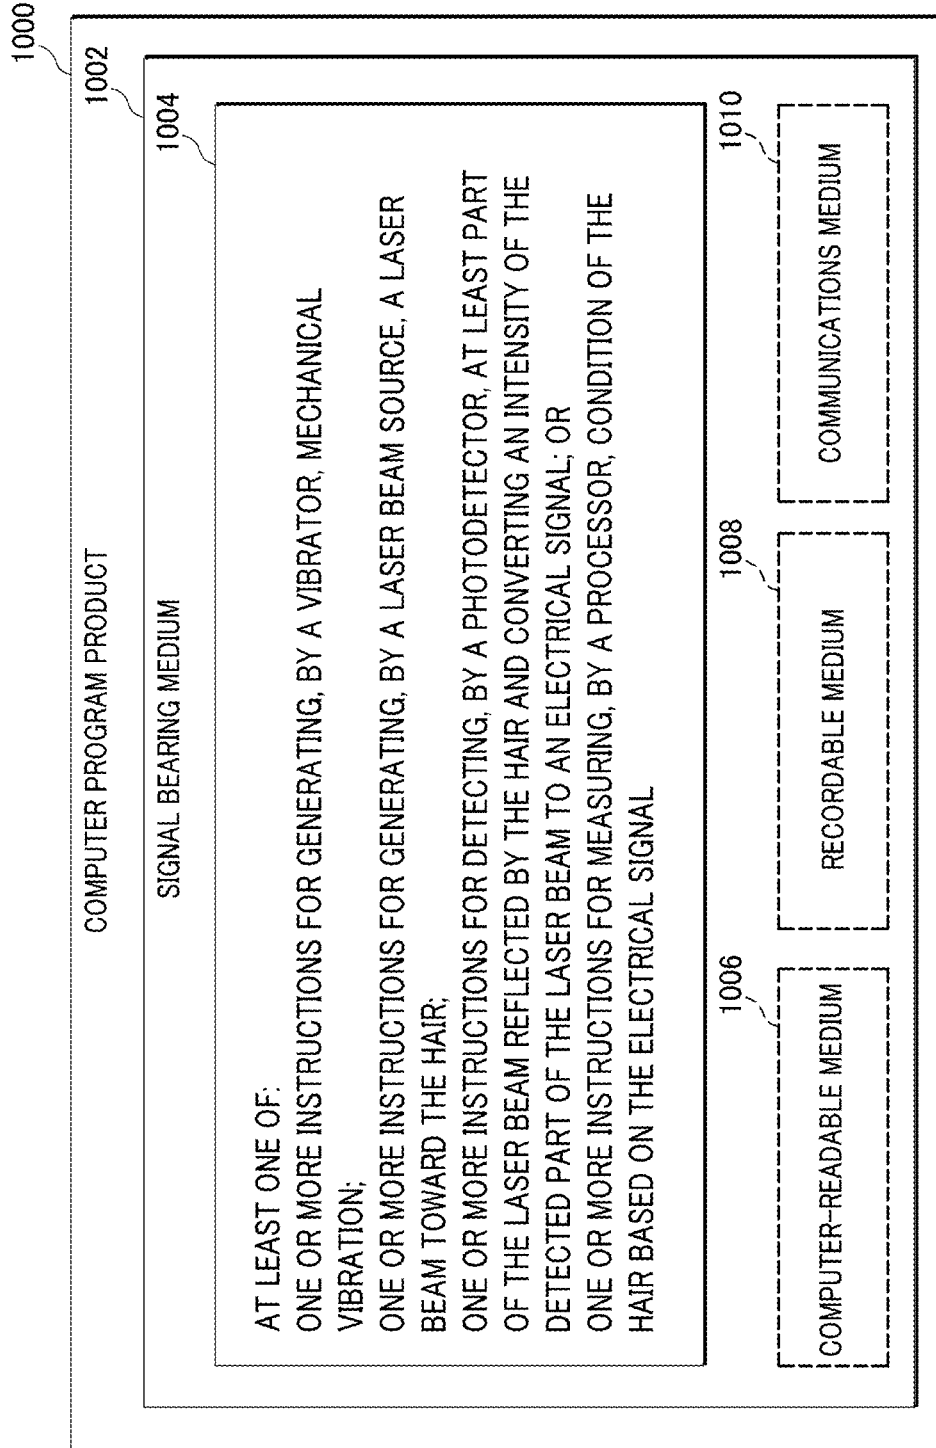 1000
COMPUTER PROGRAM PRODUCT
1002
SIGNAL BEARING MEDIUM
1004
AT LEAST ONE OF:
ONE OR MORE INSTRUCTIONS FOR GENERATING, BY A VIBRATOR, MECHANICAL
VIBRATION;
ONE OR MORE INSTRUCTIONS FOR GENERATING, BY A LASER BEAM SOURCE, A LASER
BEAM TOWARD THE HAIR;
ONE OR MORE INSTRUCTIONS FOR DETECTING, BY A PHOTODETECTOR, AT LEAST PART
OF THE LASER BEAM REFLECTED BY THE HAIR AND CONVERTING AN INTENSITY OF THE
DETECTED PART OF THE LASER BEAM TO AN ELECTRICAL SIGNAL; OR
ONE OR MORE INSTRUCTIONS FOR MEASURING, BY A PROCESSOR, CONDITION OF THE
HAIR BASED ON THE ELECTRICAL SIGNAL
1006
COMPUTER-READABLE MEDIUM
1008
RECORDABLE MEDIUM
1010
COMMUNICATIONS MEDIUM